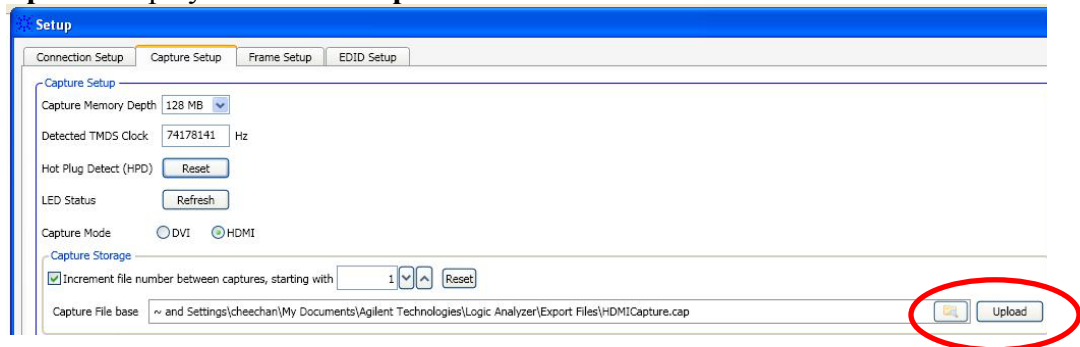 Setup
Connection Setup Capture Setup Frame Setup EDID Setup
Capture Setup
Capture Memory Depth 128 MB
Detected TMDS Clock 74178141 Hz
Hot Plug Detect (HPD) Reset
LED Status Refresh
Capture Mode DVI HDMI
Capture Storage
Increment file number between captures, starting with 1 Reset
Capture File base ~ and Settings\cheechan\My Documents\Agilent Technologies\Logic Analyzer\Export Files\HDMICapture.cap Upload